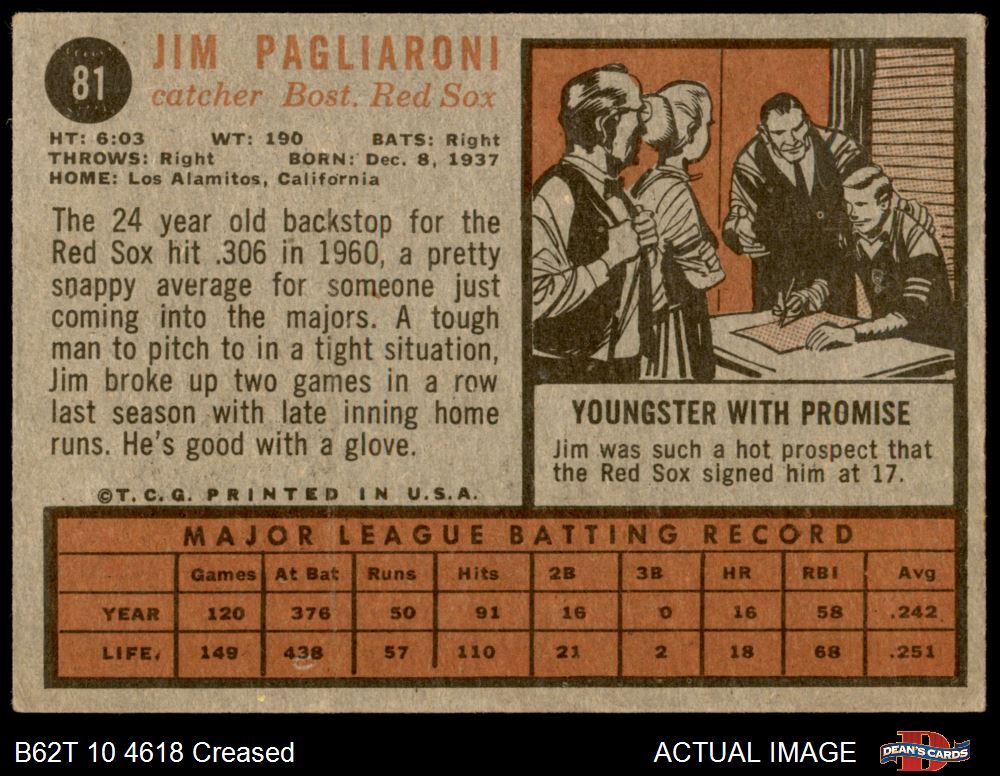 81
JIM PAGLIARONI
catcher Bost. Red Sox
HT: 6:03 WT: 190 BATS: Right
THROWS: Right BORN: Dec. 8, 1937
HOME: Los Alamitos, California
The 24 year old backstop for the
Red Sox hit .306 in 1960, a pretty
snappy average for someone just
coming into the majors. A tough
man to pitch to in a tight situation,
Jim broke up two games in a row
last season with late inning home
runs. He's good with a glove.
©T.C.G. PRINTED IN U.S.A.
YOUNGSTER WITH PROMISE
Jim was such a hot prospect that
the Red Sox signed him at 17.
MAJOR LEAGUE BATTING RECORD
Games At Bat Runs Hits 2B 3B HR RBI Avg
YEAR 120 376 50 91 16 0 16 58 .242
LIFE. 149 438 57 110 21 2 18 68 .251
B62T 10 4618 Creased
ACTUAL IMAGE
D
DEAN'S CARDS